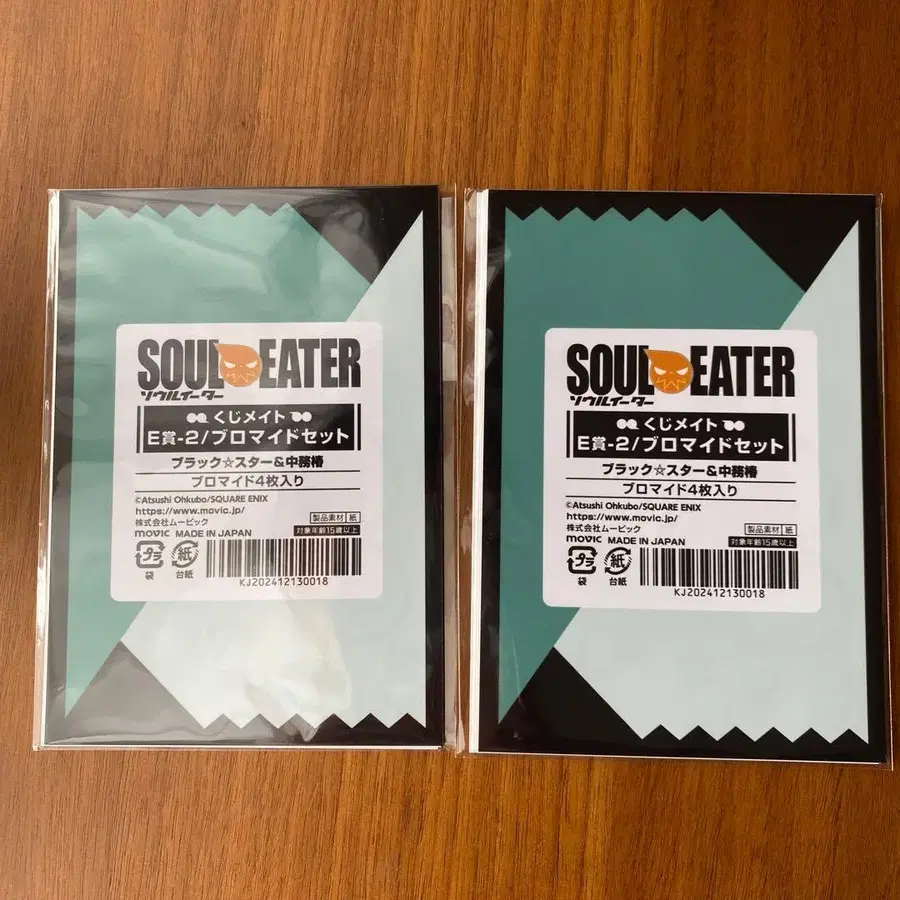 SOUL EATER
ソウルイーター
くじメイト
E賞-2/ブロマイドセット
ブラック☆スター&中務椿
ブロマイド4枚入り
©Atsushi Ohkubo/SQUARE ENIX
https://www.movic.jp/
株式会社ムービック
製品素材 紙
movic MADE IN JAPAN
対象年齢15歳以上
プラ
袋
紙
台紙
KJ202412130018
SOUL EATER
ソウルイーター
くじメイト
E賞-2/ブロマイドセット
ブラック☆スター&中務椿
ブロマイド4枚入り
©Atsushi Ohkubo/SQUARE ENIX
https://www.movic.jp/
株式会社ムービック
製品素材 紙
movic MADE IN JAPAN
対象年齢15歳以上
プラ
袋
紙
台紙
KJ202412130018